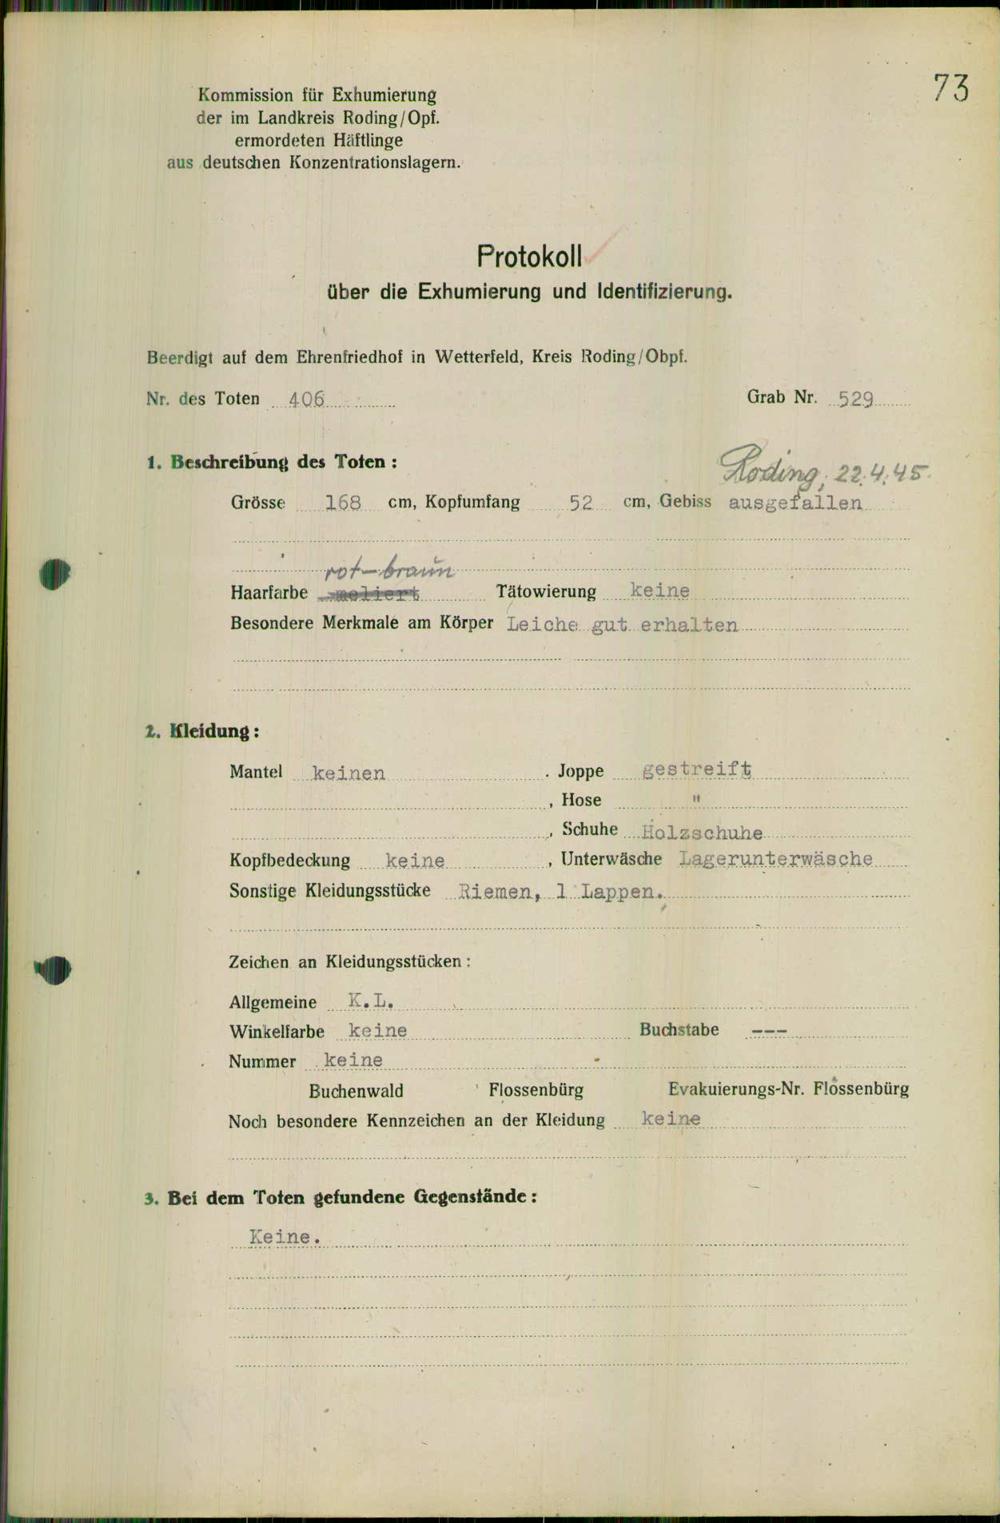 73
Kommission für Exhumierung
der im Landkreis Roding/Opf.
ermordeten Häftlinge
aus deutschen Konzentrationslagern.
Protokoll
über die Exhumierung und Identifizierung.
Beerdigt auf dem Ehrenfriedhof in Wetterfeld, Kreis Roding/Obpf.
Nr. des Toten 406 Grab Nr. 529
1. Beschreibung des Toten :
Roding, 22.4.45.
Grösse 168 cm, Kopfumfang 52 cm, Gebiss ausgefallen
rot-braun
Haarfarbe meliert Tätowierung keine
Besondere Merkmale am Körper Leiche gut erhalten
2. Kleidung :
Mantel keinen . Joppe gestreift
, Hose "
, Schuhe Holzschuhe
Kopfbedeckung keine , Unterwäsche Lagerunterwäsche
Sonstige Kleidungsstücke Riemen, 1 Lappen.
Zeichen an Kleidungsstücken :
Allgemeine K.L.
Winkelfarbe keine Buchstabe ---
Nummer keine -
Buchenwald Flossenbürg Evakuierungs-Nr. Flossenbürg
Noch besondere Kennzeichen an der Kleidung keine
3. Bei dem Toten gefundene Gegenstände :
Keine.